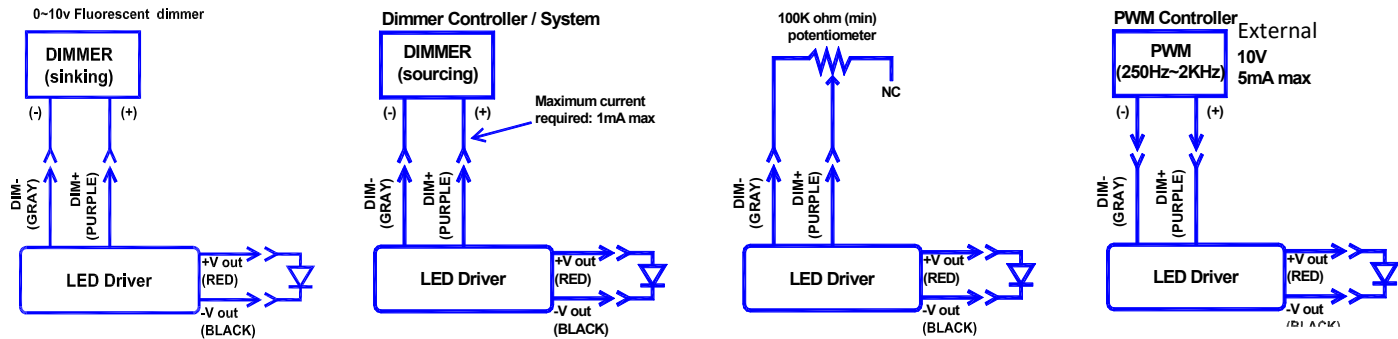 0~10v Fluorescent dimmer
DIMMER
(sinking)
(-)
(+)
DIM-
(GRAY)
DIM+
(PURPLE)
LED Driver
+V out
(RED)
-V out
(BLACK)
Dimmer Controller / System
DIMMER
(sourcing)
(-)
(+)
Maximum current
required: 1mA max
DIM-
(GRAY)
DIM+
(PURPLE)
LED Driver
+V out
(RED)
-V out
(BLACK)
100K ohm (min)
potentiometer
NC
DIM-
(GRAY)
DIM+
(PURPLE)
LED Driver
+V out
(RED)
-V out
(BLACK)
PWM Controller
External
PWM
(250Hz~2KHz)
10V
5mA max
(-)
(+)
DIM-
(GRAY)
DIM+
(PURPLE)
LED Driver
+V out
(RED)
-V out
(BLACK)